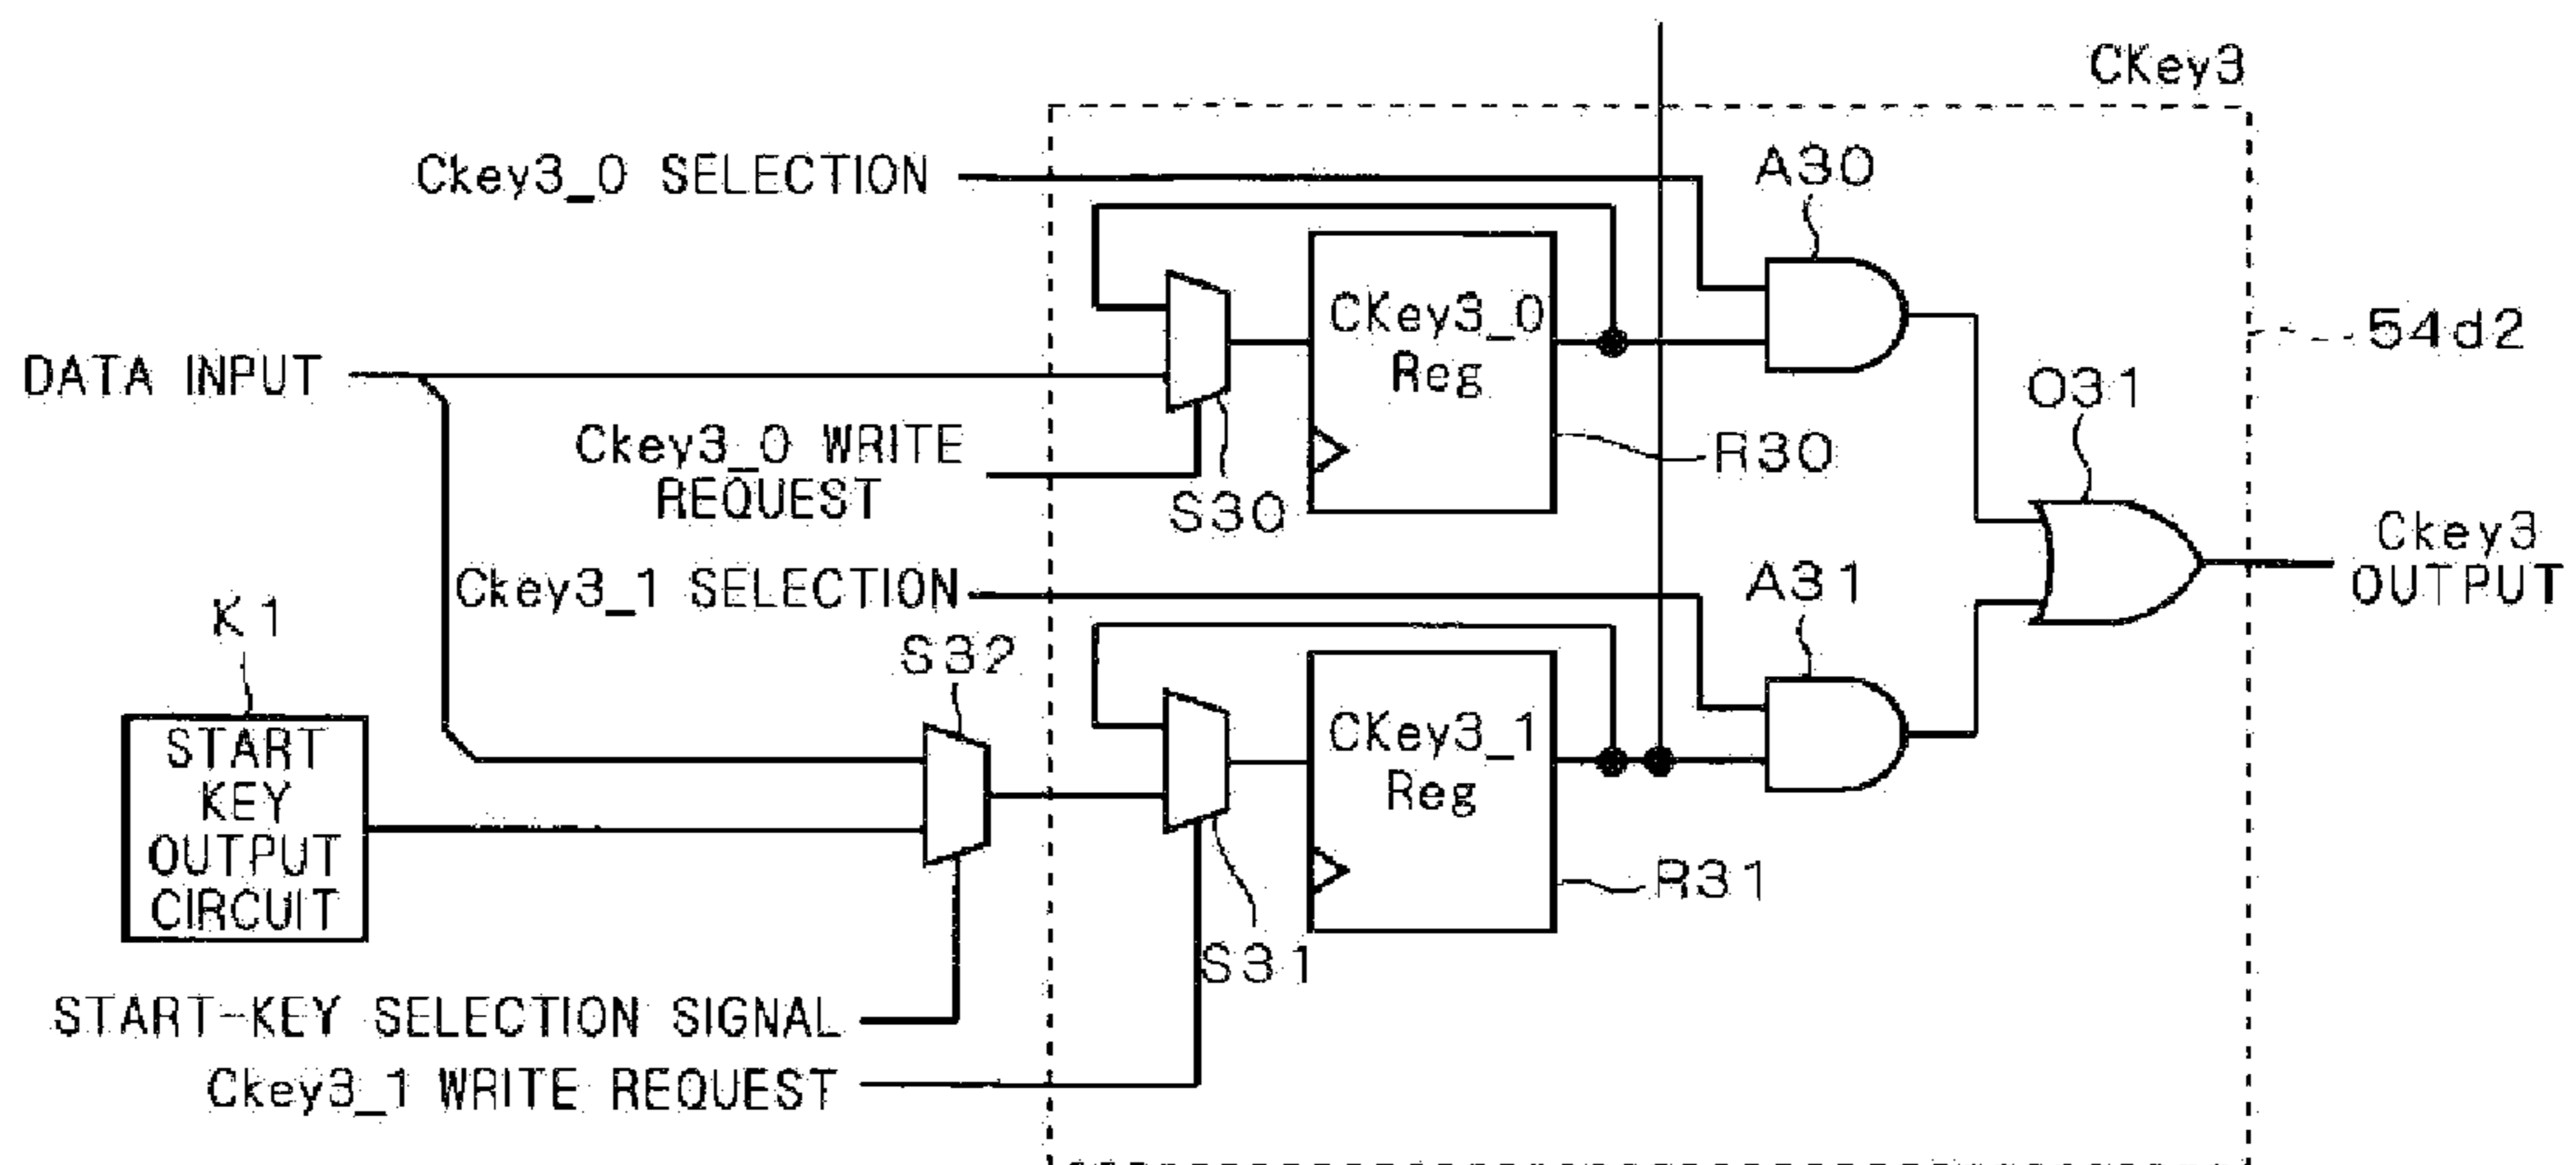 CKey3
Ckey3_0 SELECTION
A30
CKey3_0
Reg
54d2
DATA INPUT
O31
Ckey3_0 WRITE
REQUEST
R30
S30
Ckey3
OUTPUT
Ckey3_1 SELECTION
A31
K1
S32
START
KEY
OUTPUT
CIRCUIT
CKey3_1
Reg
R31
S31
START-KEY SELECTION SIGNAL
Ckey3_1 WRITE REQUEST